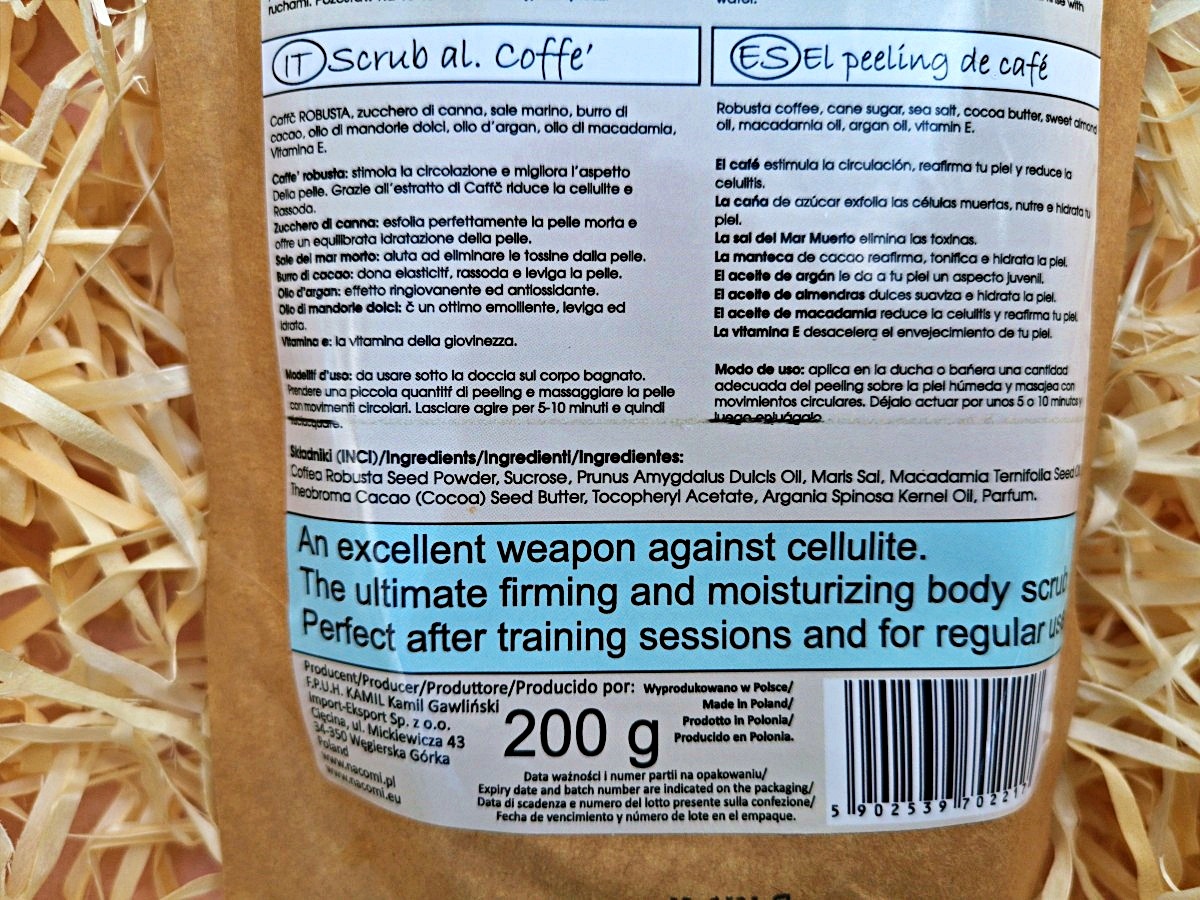 ruchami.
with
water.
IT Scrub al. Coffe'
Caffč ROBUSTA, zucchero di canna, sale marino, burro di
cacao, olio di mandorle dolci, olio d'argan, olio di macadamia,
Vitamina E.
Caffe' robusta: stimola la circolazione e migliora l'aspetto
Della pelle. Grazie all'estratto di Caffč riduce la cellulite e
Rassoda.
Zucchero di canna: esfolia perfettamente la pelle morta e
offre un equilibrata idratazione della pelle.
Sale del mar morto: aiuta ad eliminare le tossine dalla pelle.
Burro di cacao: dona elasticitf, rassoda e leviga la pelle.
Olio d'argan: effetto ringiovanente ed antiossidante.
Olio di mandorle dolci: č un ottimo emolliente, leviga ed
idrata.
Vitamina e: la vitamina della giovinezza.
Modelitf d'uso: da usare sotto la doccia sul corpo bagnato.
Prendere una piccola quantitf di peeling e massaggiare la pelle
con movimenti circolari. Lasciare agire per 5-10 minuti e quindi
ES El peeling de café
Robusta coffee, cane sugar, sea salt, cocoa butter, sweet almond
oil, macadamia oil, argan oil, vitamin E.
El café estimula la circulación, reafirma tu piel y reduce la
celulitis.
La caña de azúcar exfolia las células muertas, nutre e hidrata tu
piel.
La sal del Mar Muerto elimina las toxinas.
La manteca de cacao reafirma, tonifica e hidrata la piel.
El aceite de argán le da a tu piel un aspecto juvenil.
El aceite de almendras dulces suaviza e hidrata la piel.
El aceite de macadamia reduce la celulitis y reafirma tu piel.
La vitamina E desacelera el envejecimiento de tu piel.
Modo de uso: aplica en la ducha o bañera una cantidad
adecuada del peeling sobre la piel húmeda y masajea con
movimientos circulares. Déjalo actuar por unos 5 o 10 minutos y
luego enjuágalo
Składniki (INCI)/Ingredients/Ingredienti/Ingredientes:
Coffea Robusta Seed Powder, Sucrose, Prunus Amygdalus Dulcis Oil, Maris Sal, Macadamia Ternifolia Seed
Theobroma Cacao (Cocoa) Seed Butter, Tocopheryl Acetate, Argania Spinosa Kernel Oil, Parfum.
An excellent weapon against cellulite.
The ultimate firming and moisturizing body scrub
Perfect after training sessions and for regular use
Producent/Producer/Produttore/Producido por:
F.P.U.H. KAMIL Kamil Gawliński
Import-Eksport Sp. z o.o.
Cięcina, ul. Mickiewicza 43
34-350 Węgierska Górka
Poland
www.nacomi.pl
www.nacomi.eu
200 g
Wyprodukowano w Polsce/
Made in Poland/
Prodotto in Polonia/
Producido en Polonia.
Data ważności i numer partii na opakowaniu/
Expiry date and batch number are indicated on the packaging/
Data di scadenza e numero del lotto presente sulla confezione/
Fecha de vencimiento y número de lote en el empaque.
5 902539 70221